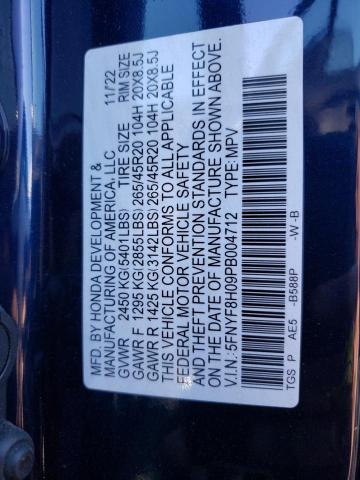 MFD. BY HONDA DEVELOPMENT & 11/22
MANUFACTURING OF AMERICA, LLC
GVWR 2450 KG(5401LBS) TIRE SIZE RIM SIZE
GAWR F 1295 KG(2855LBS) 265/45R20 104H 20X8.5J
GAWR R 1425 KG(3142LBS) 265/45R20 104H 20X8.5J
THIS VEHICLE CONFORMS TO ALL APPLICABLE
FEDERAL MOTOR VEHICLE SAFETY
AND THEFT PREVENTION STANDARDS IN EFFECT
ON THE DATE OF MANUFACTURE SHOWN ABOVE.
V.I.N.: 5FNYF8H09PB004712 TYPE: MPV
TGS P AE5 -B588P -W -B